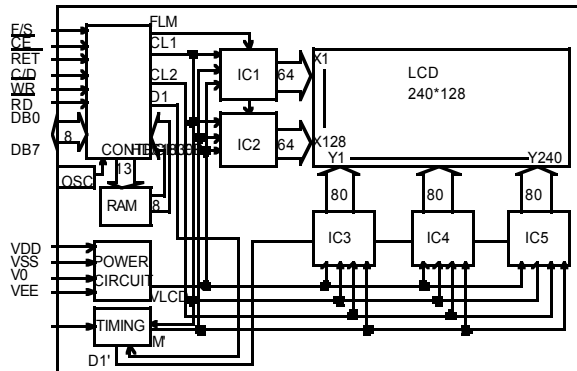 F/S
CE
RET
C/D
WR
RD
DB0
8
DB7
FLM
CL1
CL2
D1
CONT
13
OSC
RAM
8
IC1
64
IC2
64
X1
LCD
240*128
X128
Y1
Y240
80
80
80
IC3
IC4
IC5
VDD
VSS
V0
VEE
POWER
CIRCUIT
VLCD
TIMING
M'
D1'